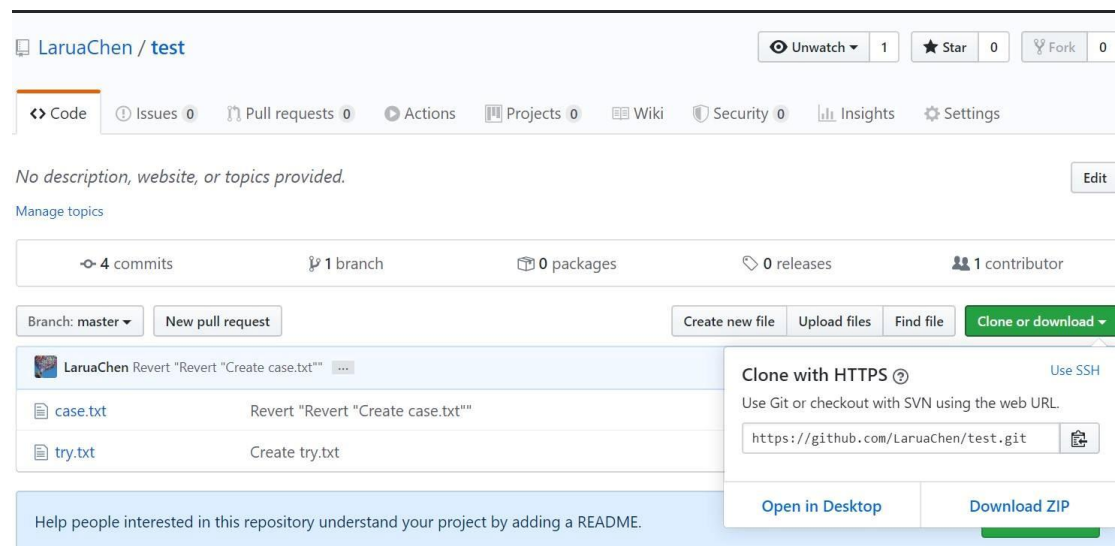 LaruaChen / test
Unwatch 1 Star 0 Fork 0
Code Issues 0 Pull requests 0 Actions Projects 0 Wiki Security 0 Insights Settings
No description, website, or topics provided.
Edit
Manage topics
4 commits 1 branch 0 packages 0 releases 1 contributor
Branch: master New pull request Create new file Upload files Find file Clone or download
LaruaChen Revert "Revert "Create case.txt"" ...
case.txt Revert "Revert "Create case.txt""
try.txt Create try.txt
Clone with HTTPS ? Use SSH
Use Git or checkout with SVN using the web URL.
https://github.com/LaruaChen/test.git
Open in Desktop Download ZIP
Help people interested in this repository understand your project by adding a README.